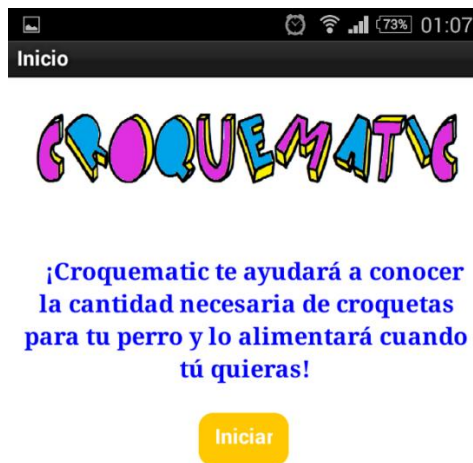 73% 01:07
Inicio
CROQUEMATIC
¡Croquematic te ayudará a conocer
la cantidad necesaria de croquetas
para tu perro y lo alimentará cuando
tú quieras!
Iniciar